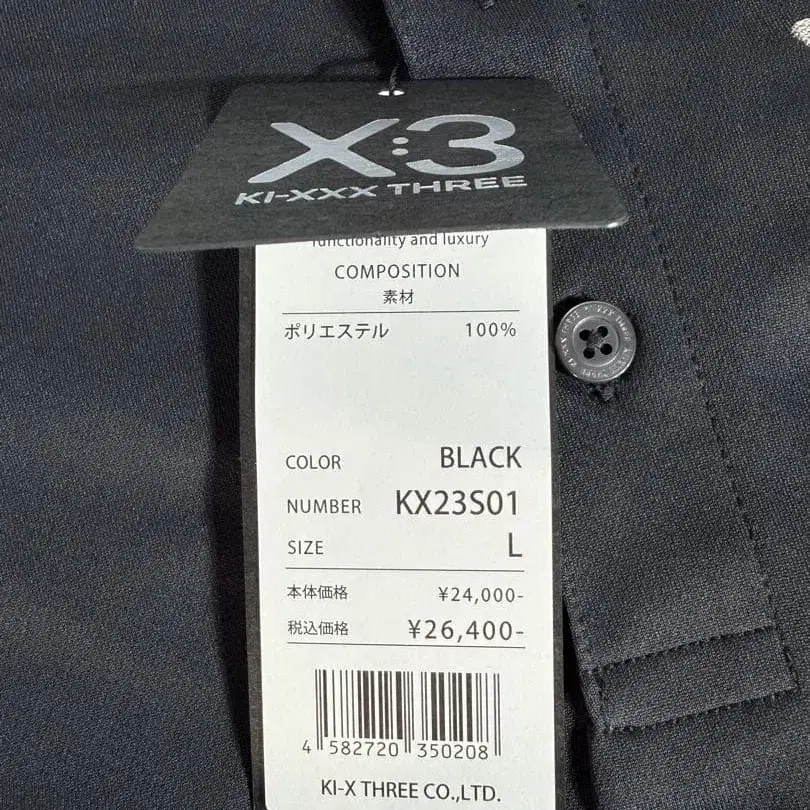 X:3
KI-XXX THREE
functionality and luxury
COMPOSITION
素材
ポリエステル 100%
COLOR BLACK
NUMBER KX23S01
SIZE L
本体価格 ¥24,000-
税込価格 ¥26,400-
4 582720 350208
KI-X THREE CO.,LTD.